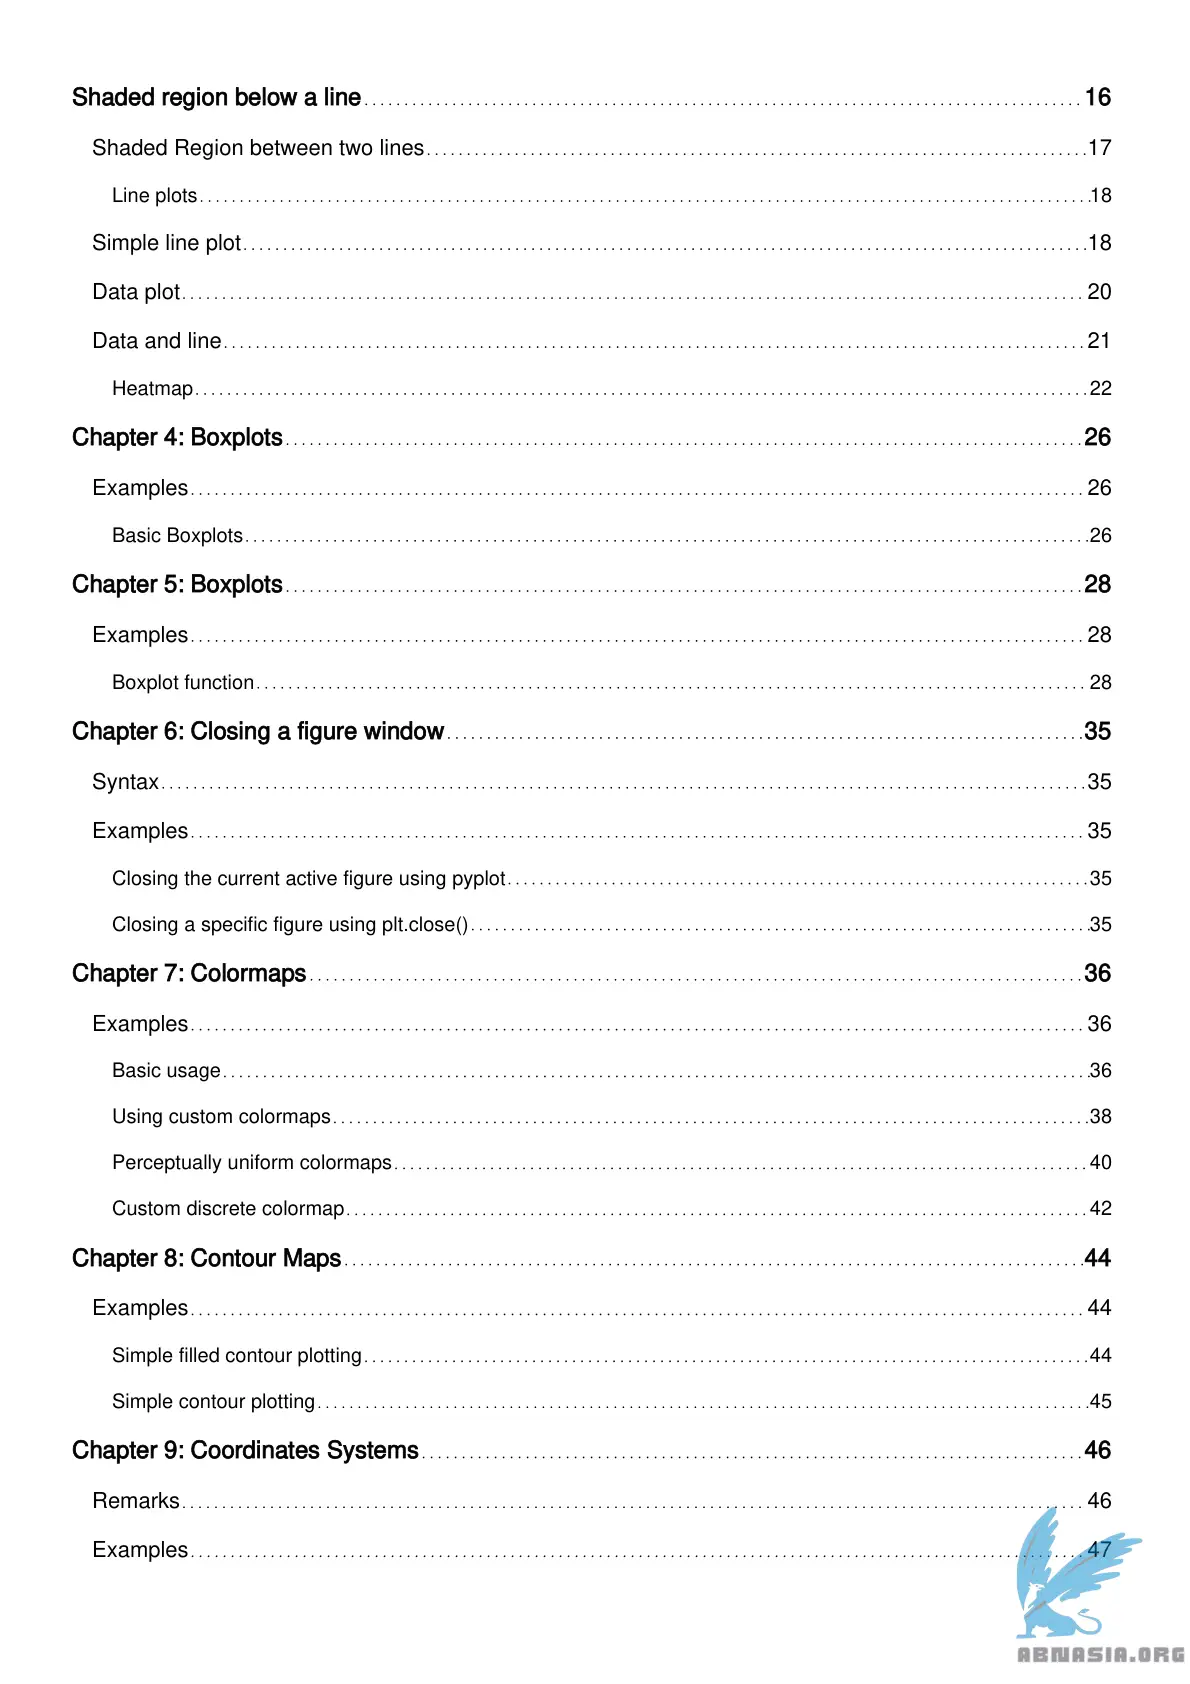 Shaded region below a line 16
Shaded Region between two lines 17
Line plots 18
Simple line plot 18
Data plot 20
Data and line 21
Heatmap 22
Chapter 4: Boxplots 26
Examples 26
Basic Boxplots 26
Chapter 5: Boxplots 28
Examples 28
Boxplot function 28
Chapter 6: Closing a figure window 35
Syntax 35
Examples 35
Closing the current active figure using pyplot 35
Closing a specific figure using plt.close() 35
Chapter 7: Colormaps 36
Examples 36
Basic usage 36
Using custom colormaps 38
Perceptually uniform colormaps 40
Custom discrete colormap 42
Chapter 8: Contour Maps 44
Examples 44
Simple filled contour plotting 44
Simple contour plotting 45
Chapter 9: Coordinates Systems 46
Remarks 46
Examples 47
ABNASIA.ORG